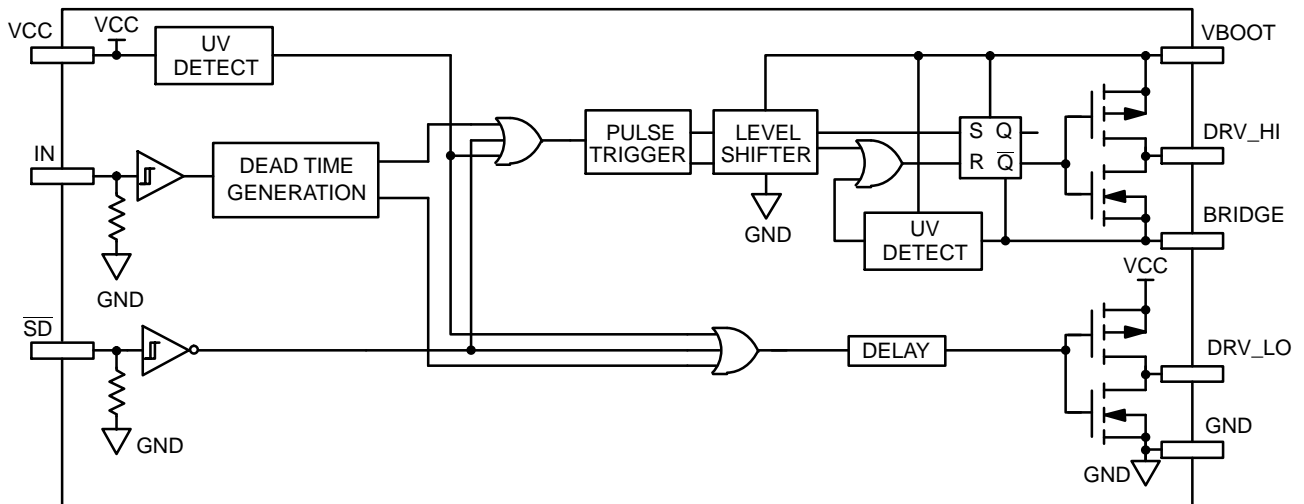 VCC
VCC
UV
DETECT
VBOOT
IN
DEAD TIME
GENERATION
PULSE
TRIGGER
LEVEL
SHIFTER
S Q
R Q̅
DRV_HI
GND
GND
UV
DETECT
BRIDGE
VCC
S̅D̅
DELAY
DRV_LO
GND
GND
GND